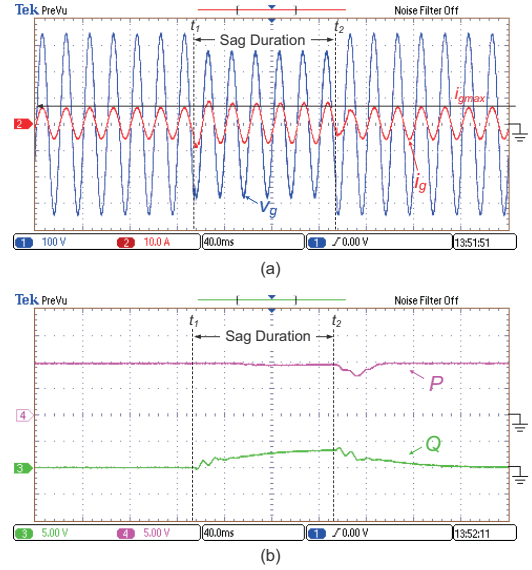 Tek PreVu
Noise Filter Off
t1
t2
Sag Duration
igmax
2
ig
vg
1 100 V
2 10.0 A
40.0ms
1 0.00 V
13:51:51
(a)
Tek PreVu
Noise Filter Off
t1
t2
Sag Duration
P
4
Q
3
3 5.00 V
4 5.00 V
40.0ms
1 0.00 V
13:52:11
(b)